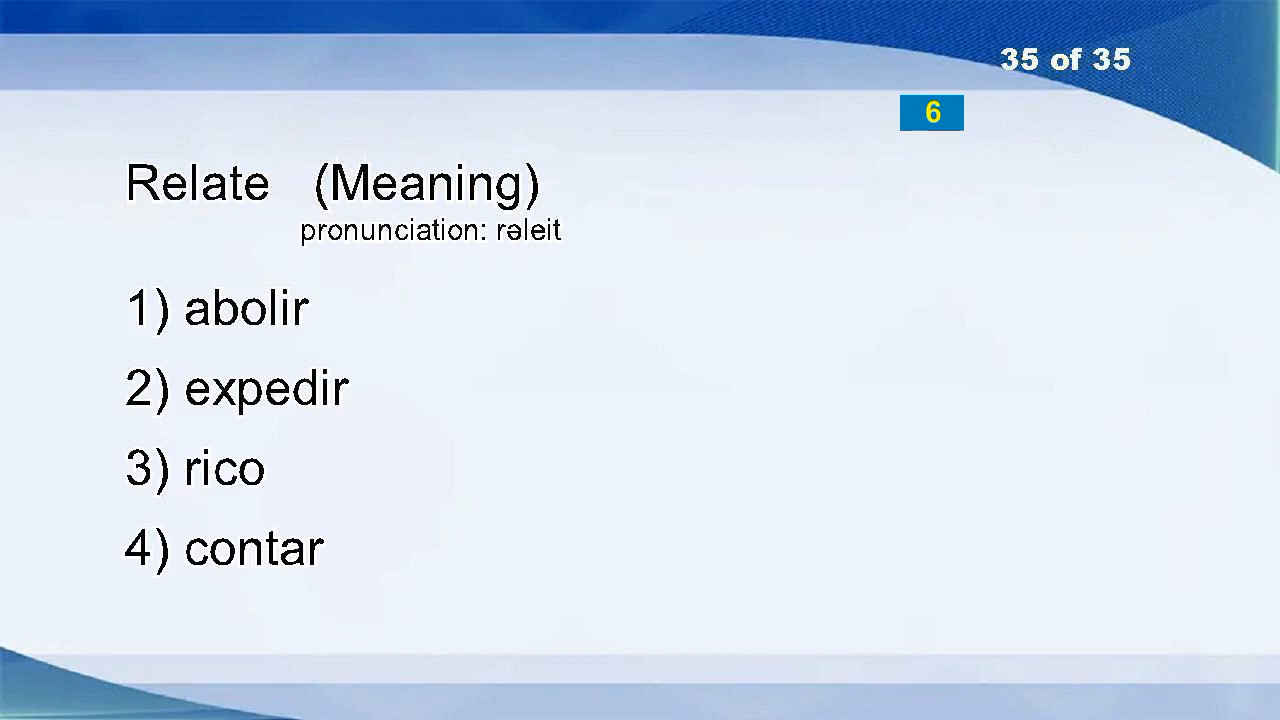 35 of 35
6
Relate (Meaning)
pronunciation: rəleit
1) abolir
2) expedir
3) rico
4) contar